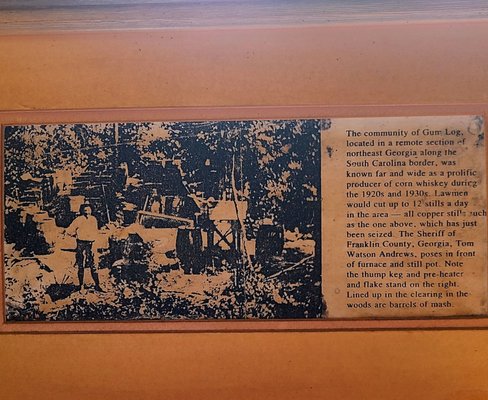 The community of Gum Log,
located in a remote section of
northeast Georgia along the
South Carolina border, was
known far and wide as a prolific
producer of corn whiskey during
the 1920s and 1930s. Lawmen
would cut up to 12 stills a day
in the area — all copper stills such
as the one above, which has just
been seized. The Sheriff of
Franklin County, Georgia, Tom
Watson Andrews, poses in front
of furnace and still pot. Note
the thump keg and pre-heater
and flake stand on the right.
Lined up in the clearing in the
woods are barrels of mash.